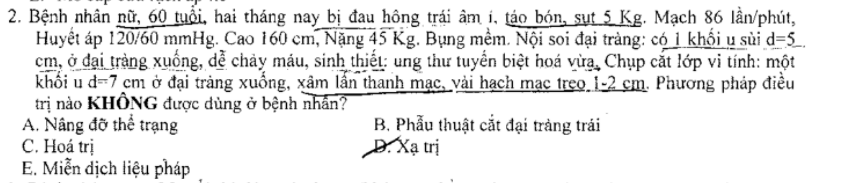 2. Bệnh nhân nữ, 60 tuổi, hai tháng nay bị đau hông trái âm ỉ, táo bón, sụt 5 Kg. Mạch 86 lần/phút,
Huyết áp 120/60 mmHg. Cao 160 cm, Nặng 45 Kg. Bụng mềm. Nội soi đại tràng: có 1 khối u sùi d=5
cm, ở đại tràng xuống, dễ chảy máu, sinh thiết: ung thư tuyến biệt hoá vừa. Chụp cắt lớp vi tính: một
khối u d=7 cm ở đại tràng xuống, xâm lấn thanh mạc, vài hạch mạc treo 1-2 cm. Phương pháp điều
trị nào KHÔNG được dùng ở bệnh nhân?
A. Nâng đỡ thể trạng B. Phẫu thuật cắt đại tràng trái
C. Hoá trị D. Xạ trị
E. Miễn dịch liệu pháp